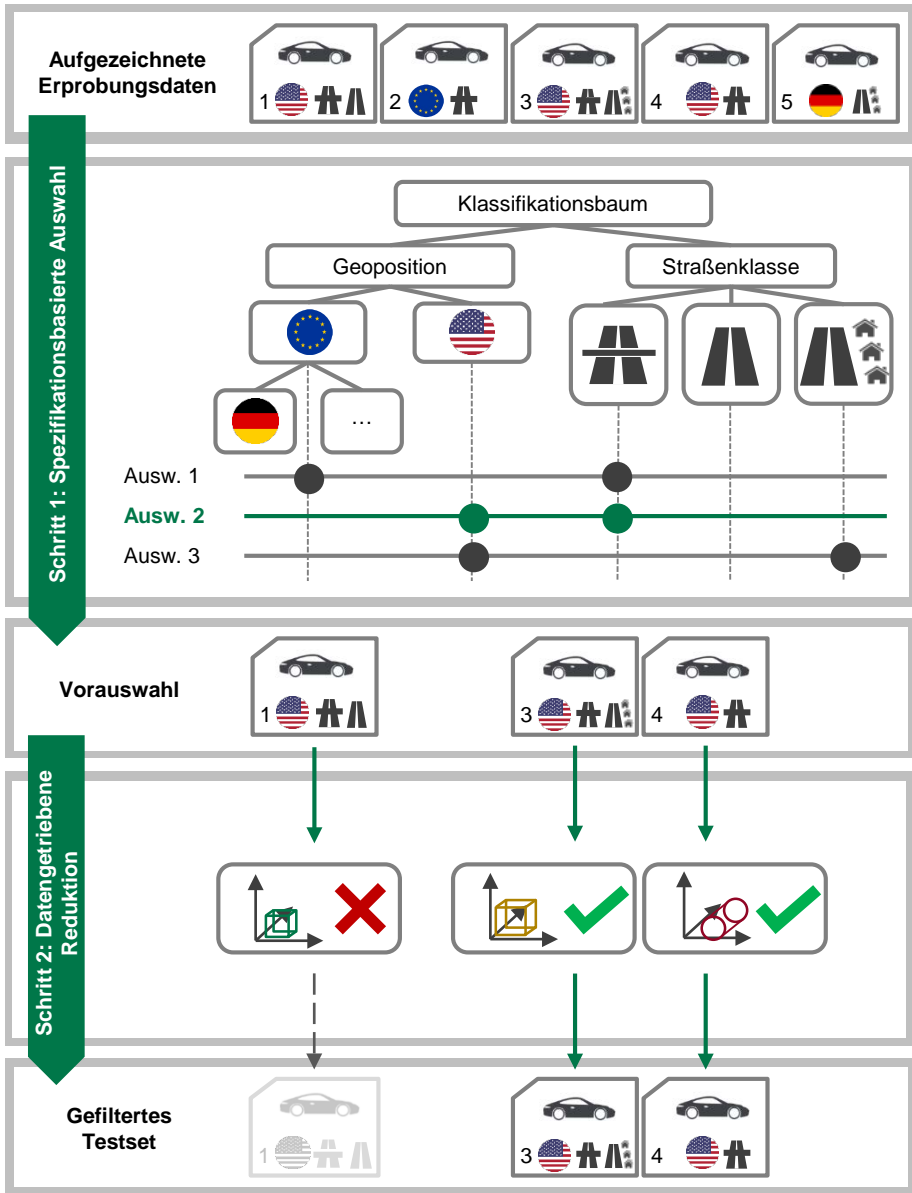 Aufgezeichnete
Erprobungsdaten
1
2
3
4
5
Schritt 1: Spezifikationsbasierte Auswahl
Klassifikationsbaum
Geoposition
Straßenklasse
...
Ausw. 1
Ausw. 2
Ausw. 3
Vorauswahl
1
3
4
Schritt 2: Datengetriebene
Reduktion
Gefiltertes
Testset
1
3
4